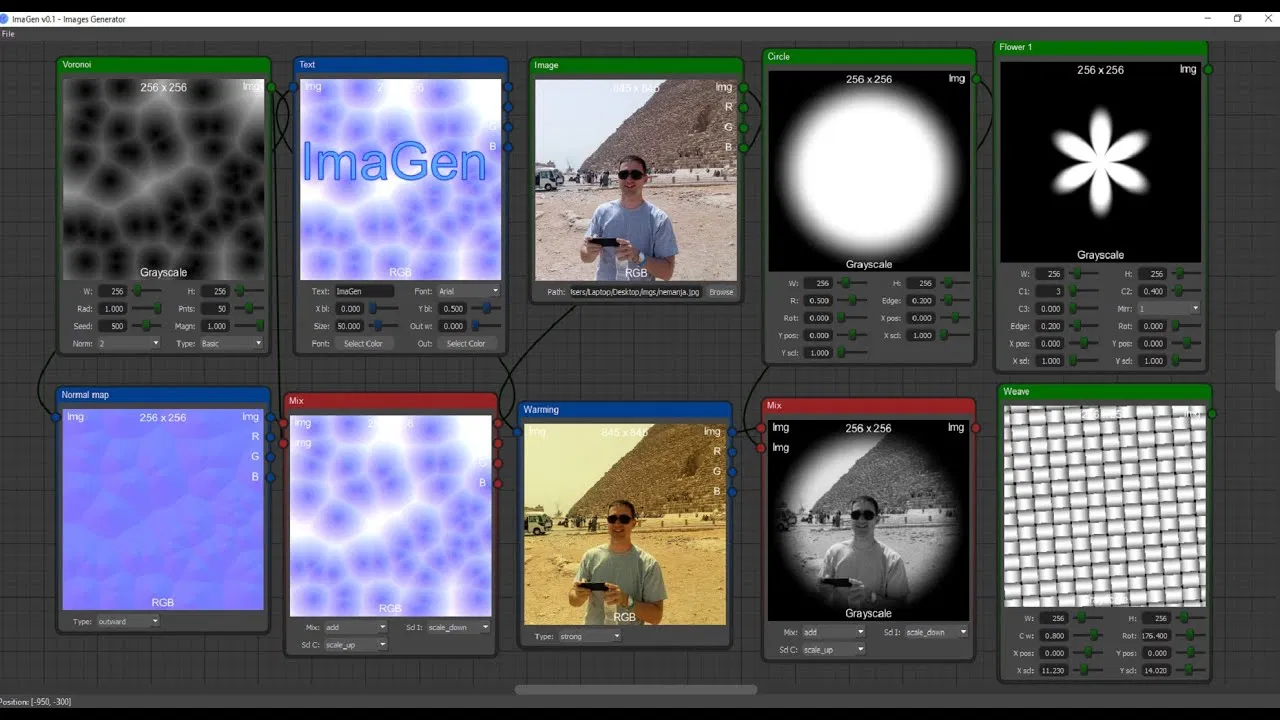 ImaGen v0.1 - Images Generator
File
Voronoi
256 x 256
Img
Grayscale
W: 256 H: 256
Rad: 1.000 Pnts: 50
Seed: 500 Magn: 1.000
Norm: 2 Type: Basic
Text
Img
ImaGen
B
RGB
Text: ImaGen Font: Arial
X bl: 0.000 Y bl: 0.500
Size: 50.000 Out w: 0.000
Font: Select Color Out: Select Color
Image
845 x 845
Img
R
G
B
RGB
Path: Isers/Laptop/Desktop/imgs/nemanja.jpg Browse
Circle
256 x 256
Img
Grayscale
W: 256 H: 256
R: 0.500 Edge: 0.200
Rot: 0.000 X pos: 0.000
Y pos: 0.000 X scl: 1.000
Y scl: 1.000
Flower 1
256 x 256
Img
Grayscale
W: 256 H: 256
C1: 3 C2: 0.400
C3: 0.000 Mirr: 1
Edge: 0.200 Rot: 0.000
X pos: 0.000 Y pos: 0.000
X scl: 1.000 Y scl: 1.000
Normal map
Img
256 x 256
Img
R
G
B
RGB
Type: outward
Mix
Img
Img
G
B
RGB
Mix: add Sd I: scale_down
Sd C: scale_up
Warming
Img
845 x 845
Img
R
G
B
RGB
Type: strong
Mix
Img
256 x 256
Img
Img
Grayscale
Mix: add Sd I: scale_down
Sd C: scale_up
Weave
W: 256 H: 256
C w: 0.800 Rot: 176.400
X pos: 0.000 Y pos: 0.000
X scl: 11.230 Y scl: 14.020
Position: [-950, -300]